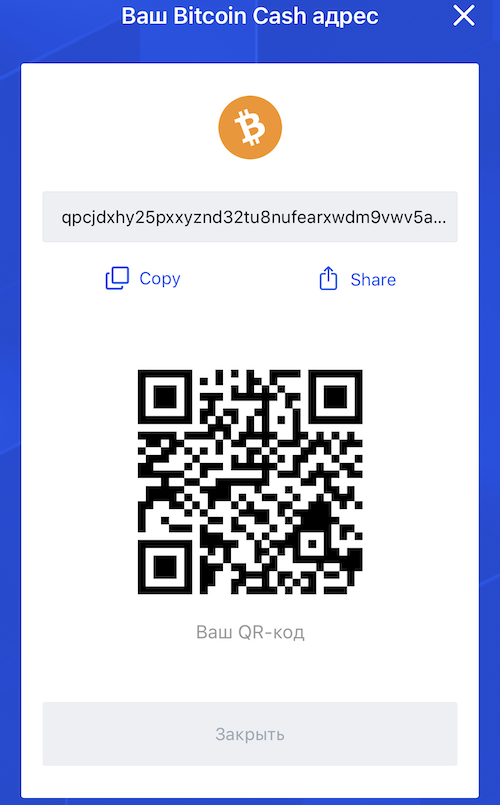 Ваш Bitcoin Cash адрес
qpcjdxhy25pxxyznd32tu8nufearxwdm9vwv5a...
Copy
Share
Ваш QR-код
Закрыть